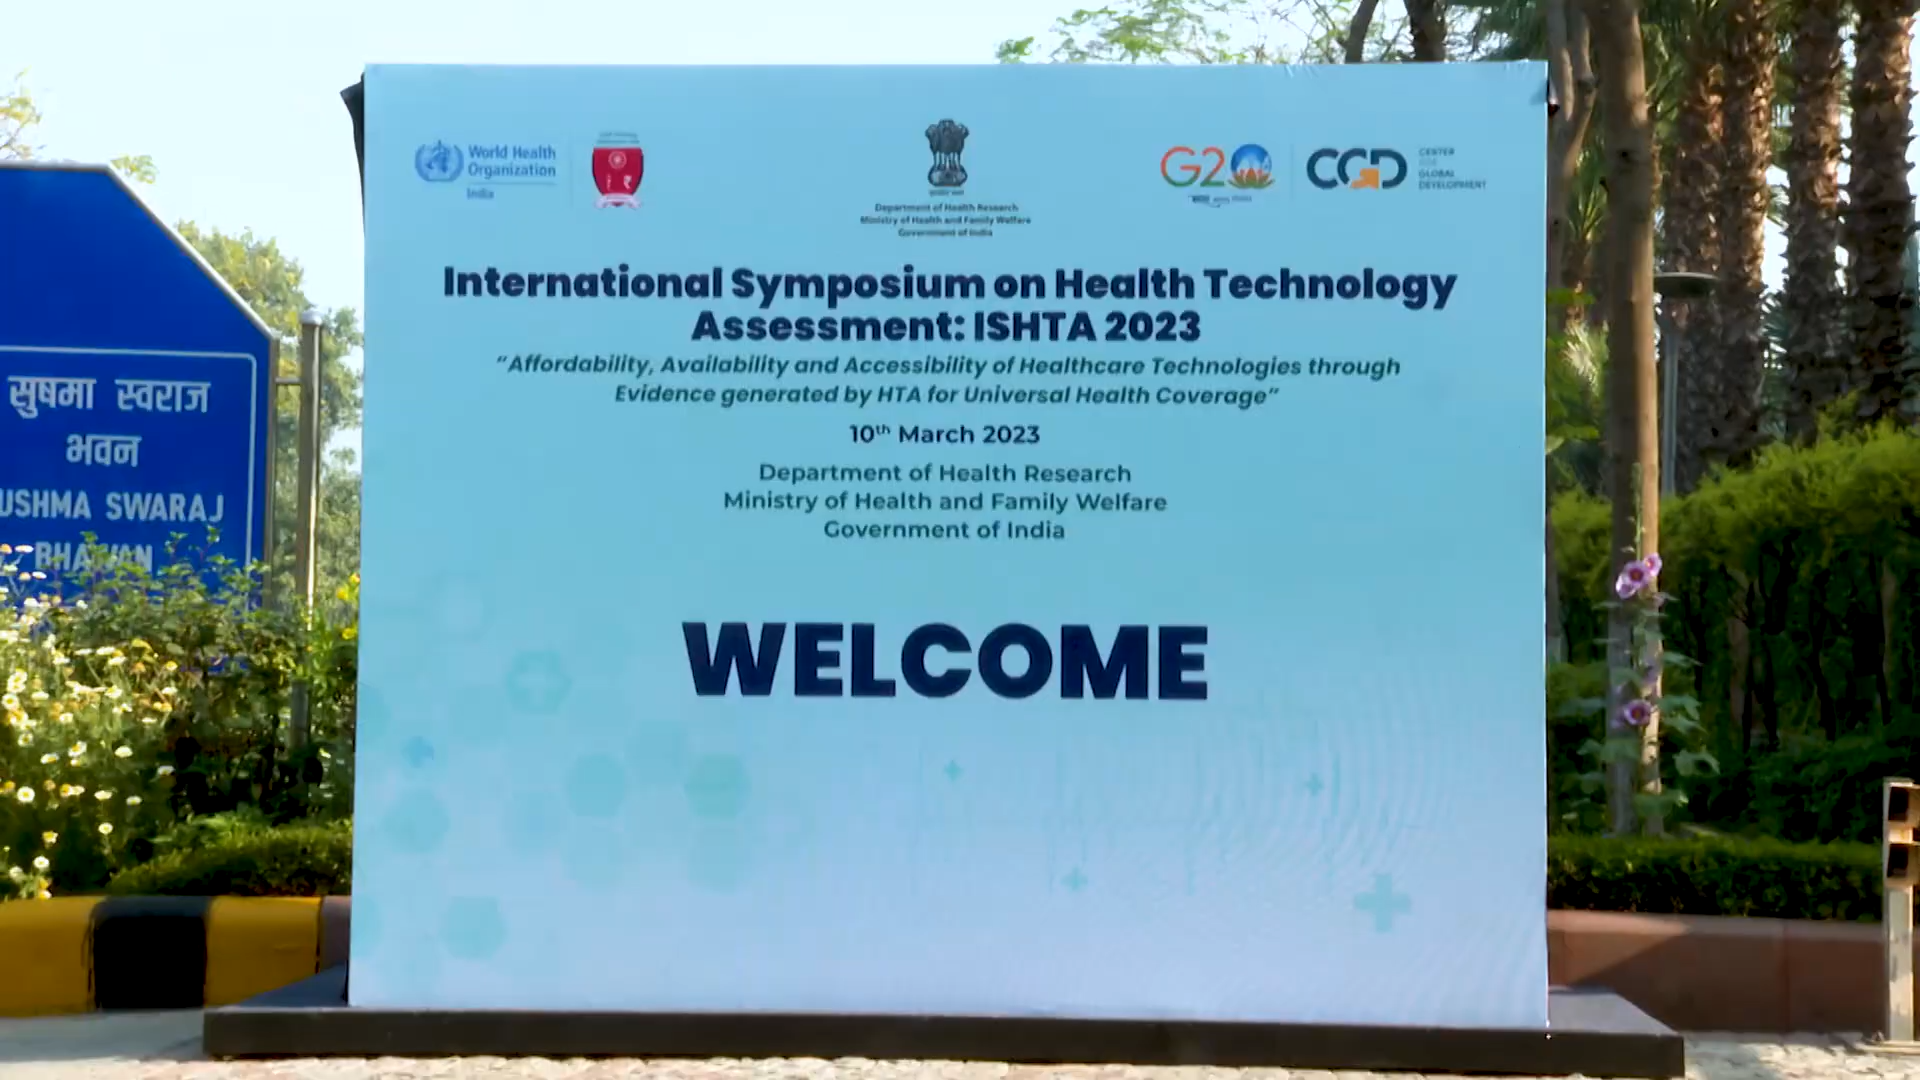 World Health
Organization
India
Department of Health Research
Ministry of Health and Family Welfare
Government of India
G20
CGD
CENTER
GLOBAL
DEVELOPMENT
International Symposium on Health Technology
Assessment: ISHTA 2023
“Affordability, Availability and Accessibility of Healthcare Technologies through
Evidence generated by HTA for Universal Health Coverage”
10th March 2023
Department of Health Research
Ministry of Health and Family Welfare
Government of India
WELCOME
सुषमा स्वराज
भवन
USHMA SWARAJ
BHAWAN